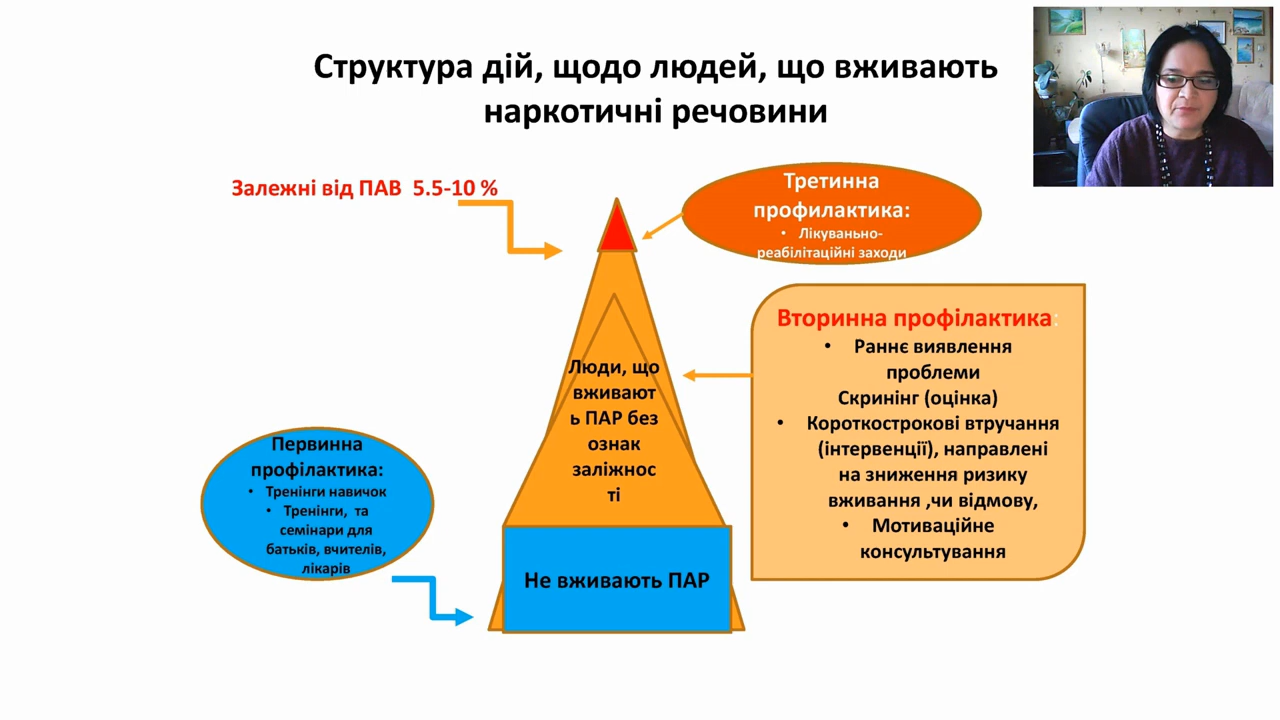 Структура дій, щодо людей, що вживають
наркотичні речовини
Залежні від ПАВ 5.5-10 %
Третинна
профилактика:
• Лікуваньно-
реабілітаційні заходи
Вторинна профілактика:
• Раннє виявлення
проблеми
Скринінг (оцінка)
• Короткострокові втручання
(інтервенції), направлені
на зниження ризику
вживання ,чи відмову,
• Мотиваційне
консультування
Люди, що
вживают
ь ПАР без
ознак
заліжнос
ті
Первинна
профілактика:
• Тренінги навичок
• Тренінги, та
семінари для
батьків, вчителів,
лікарів
Не вживають ПАР